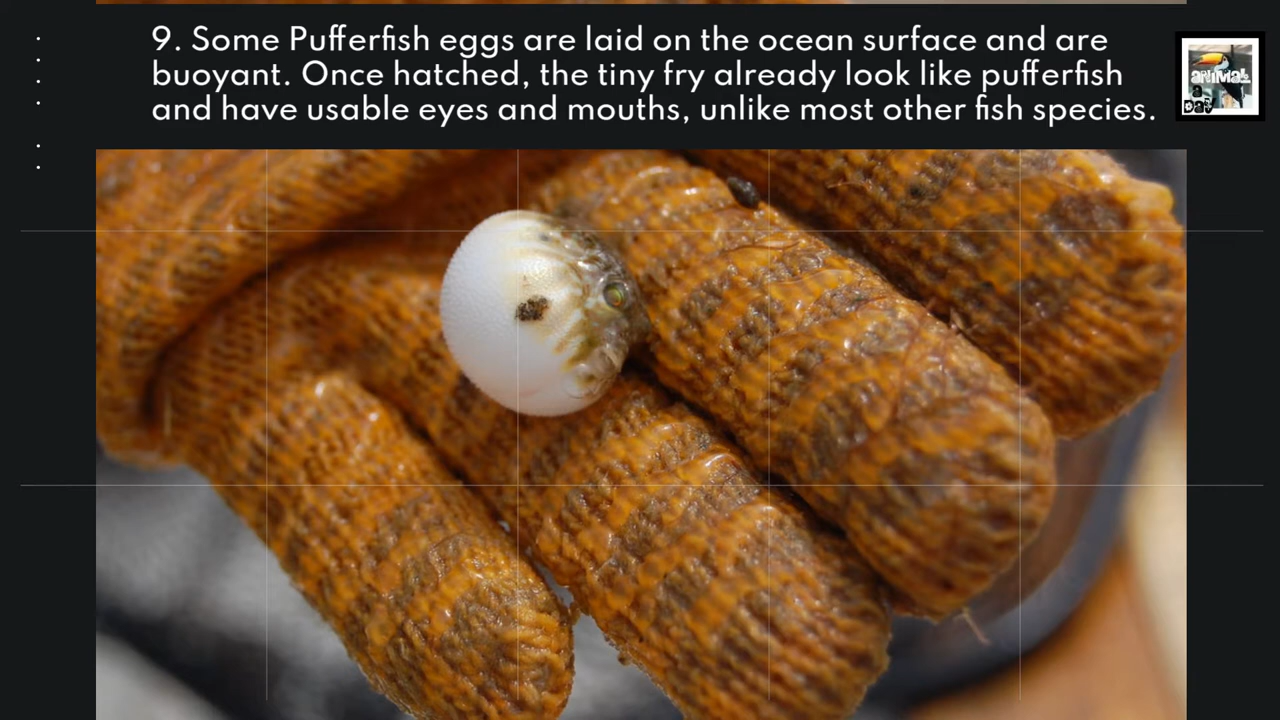 9. Some Pufferfish eggs are laid on the ocean surface and are
buoyant. Once hatched, the tiny fry already look like pufferfish
and have usable eyes and mouths, unlike most other fish species.
ANIMAL